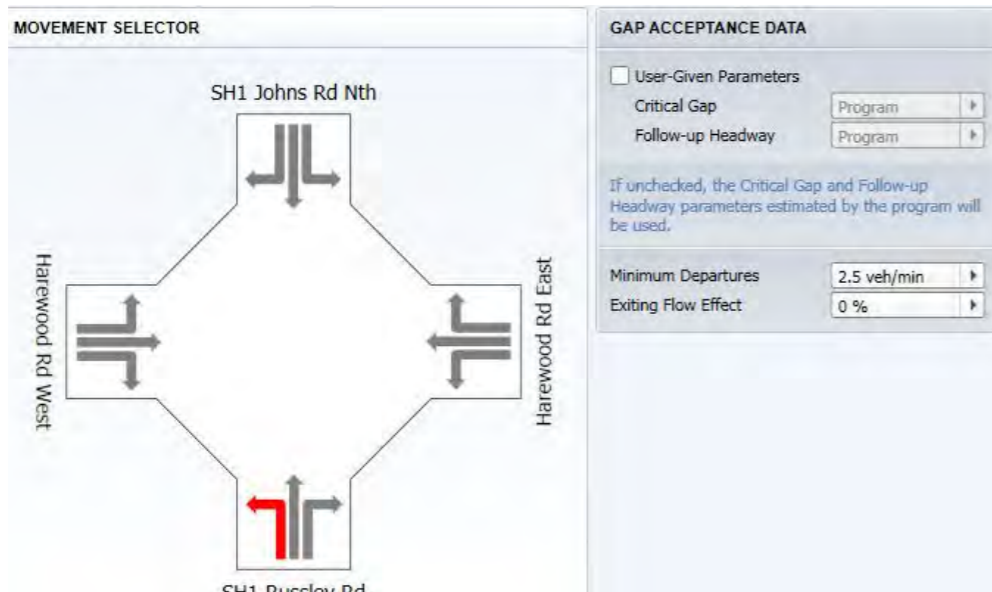 MOVEMENT SELECTOR
SH1 Johns Rd Nth
Harewood Rd West
Harewood Rd East
SH1 Russley Rd
GAP ACCEPTANCE DATA
User-Given Parameters
Critical Gap Program
Follow-up Headway Program
If unchecked, the Critical Gap and Follow-up
Headway parameters estimated by the program will
be used.
Minimum Departures 2.5 veh/min
Exiting Flow Effect 0 %